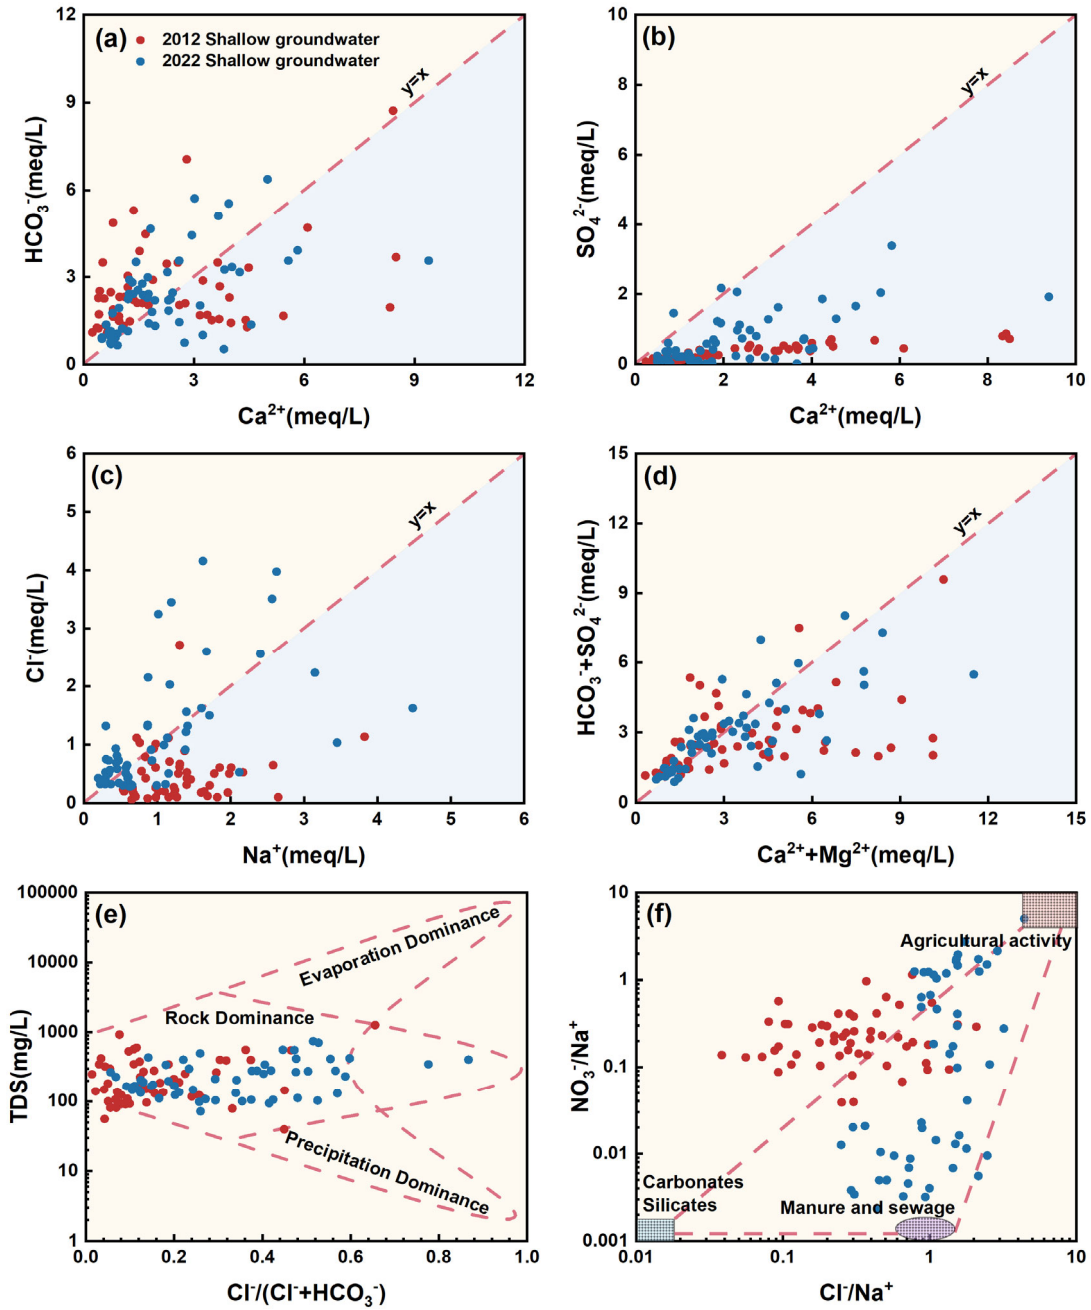 (a)
2012 Shallow groundwater
2022 Shallow groundwater
y=x
HCO₃⁻(meq/L)
12
9
6
3
0
0 3 6 9 12
Ca²⁺(meq/L)
(b)
y=x
SO₄²⁻(meq/L)
10
8
6
4
2
0
0 2 4 6 8 10
Ca²⁺(meq/L)
(c)
y=x
Cl⁻(meq/L)
6
5
4
3
2
1
0
0 1 2 3 4 5 6
Na⁺(meq/L)
(d)
y=x
HCO₃⁻+SO₄²⁻(meq/L)
15
12
9
6
3
0
0 3 6 9 12 15
Ca²⁺+Mg²⁺(meq/L)
(e)
Evaporation Dominance
Rock Dominance
Precipitation Dominance
TDS(mg/L)
100000
10000
1000
100
10
1
0.0 0.2 0.4 0.6 0.8 1.0
Cl⁻/(Cl⁻+HCO₃⁻)
(f)
Agricultural activity
Carbonates
Silicates
Manure and sewage
NO₃⁻/Na⁺
10
1
0.1
0.01
0.001
0.01 0.1 1 10
Cl⁻/Na⁺